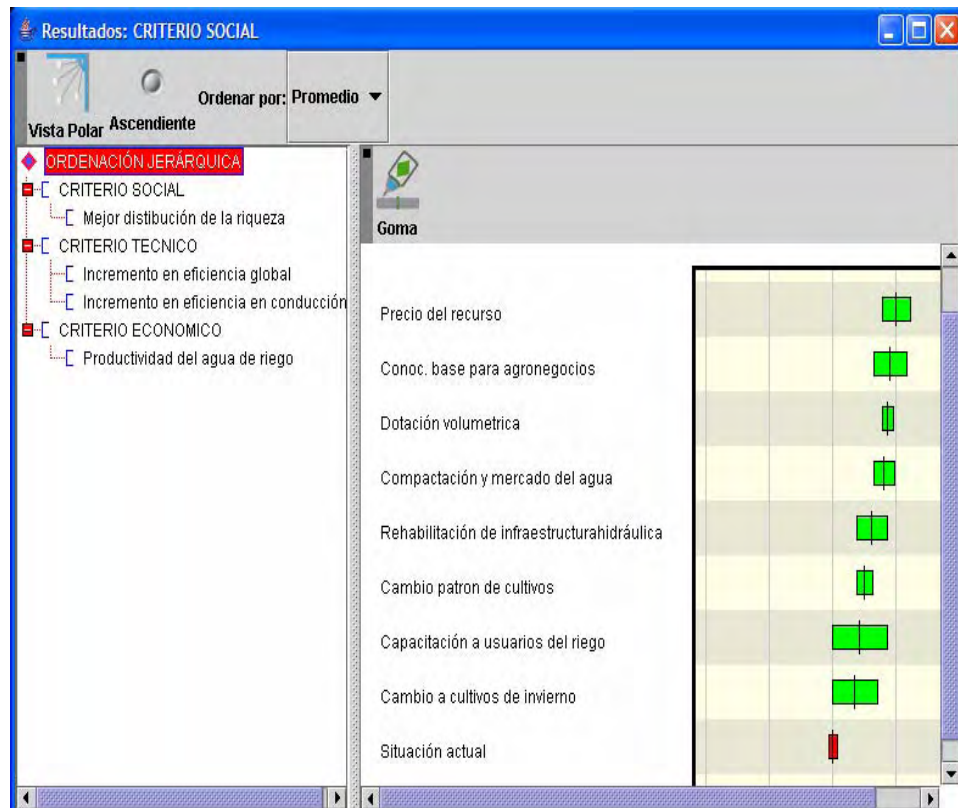 Resultados: CRITERIO SOCIAL
Vista Polar
Ascendiente
Ordenar por:
Promedio
ORDENACIÓN JERÁRQUICA
CRITERIO SOCIAL
Mejor distibución de la riqueza
CRITERIO TECNICO
Incremento en eficiencia global
Incremento en eficiencia en conducción
CRITERIO ECONOMICO
Productividad del agua de riego
Goma
Precio del recurso
Conoc. base para agronegocios
Dotación volumetrica
Compactación y mercado del agua
Rehabilitación de infraestructurahidráulica
Cambio patron de cultivos
Capacitación a usuarios del riego
Cambio a cultivos de invierno
Situación actual